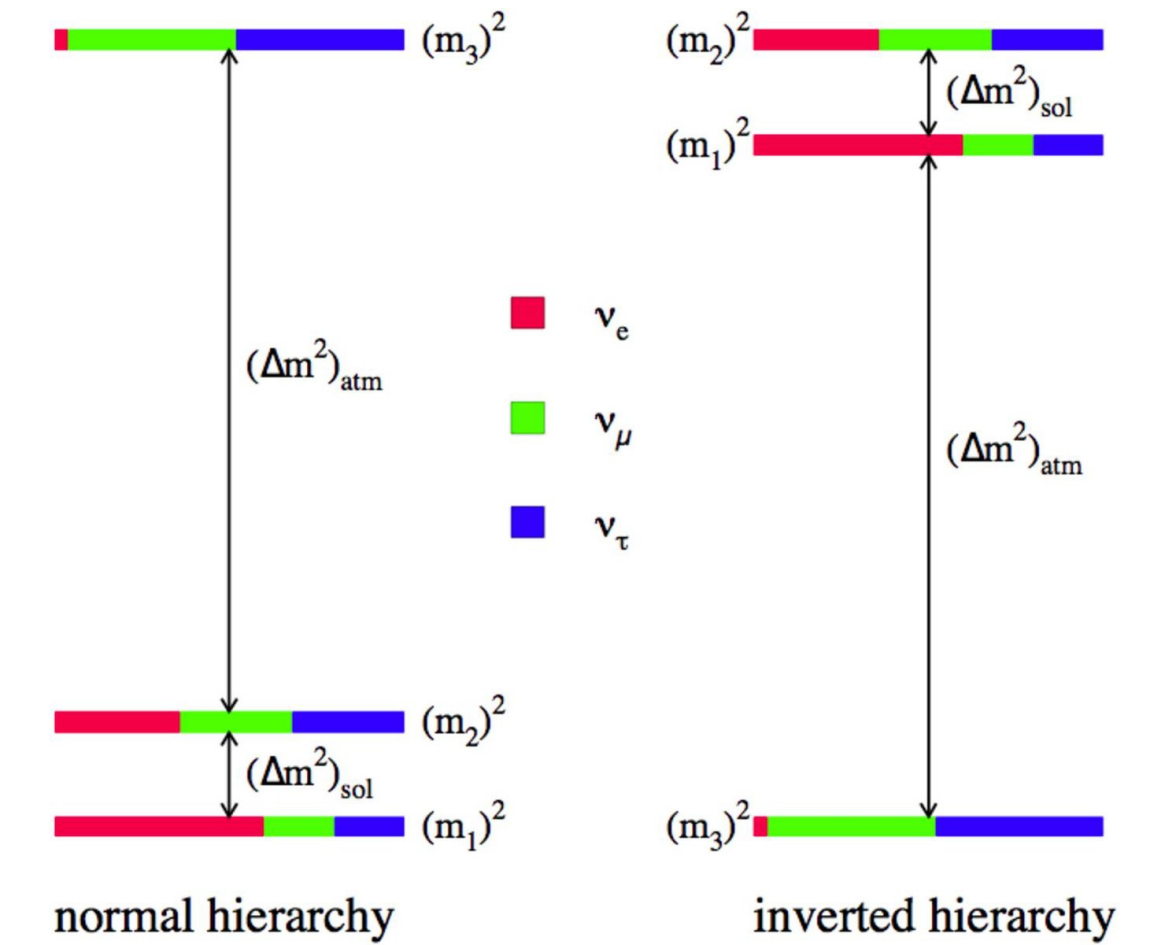 (m₃)²
(m₂)²
(Δm²)sol
(m₁)²
νe
(Δm²)atm
νμ
(Δm²)atm
ντ
(m₂)²
(Δm²)sol
(m₁)²
(m₃)²
normal hierarchy
inverted hierarchy